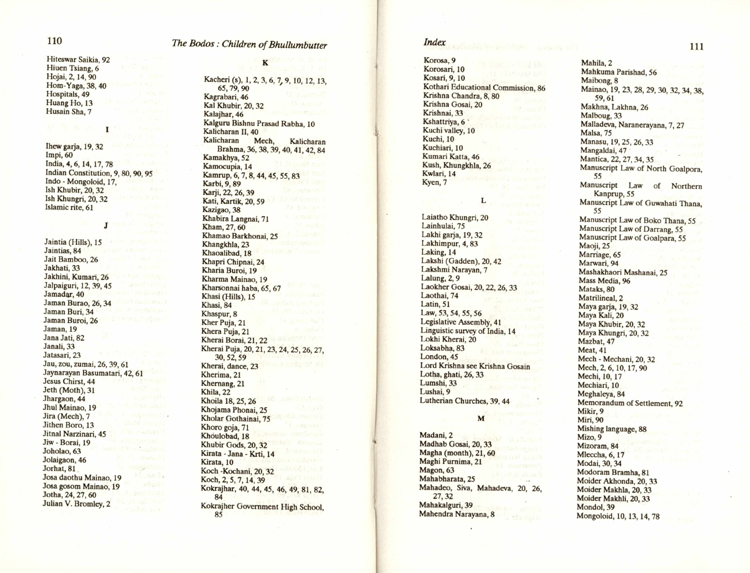 110
The Bodos : Children of Bhullumbutter
Hiteswar Saikia, 92
Hiuen Tsiang, 6
Hojai, 2, 14, 90
Hom-Yaga, 38, 40
Hospitals, 49
Huang Ho, 13
Husain Sha, 7
I
Ihew garja, 19, 32
Impi, 60
India, 4, 6, 14, 17, 78
Indian Constitution, 9, 80, 90, 95
Indo - Mongoloid, 17,
Ish Khubir, 20, 32
Ish Khungri, 20, 32
Islamic rite, 61
J
Jaintia (Hills), 15
Jaintias, 84
Jait Bamboo, 26
Jakhati, 33
Jakhini, Kumari, 26
Jalpaiguri, 12, 39, 45
Jamadar, 40
Jaman Burao, 26, 34
Jaman Buri, 34
Jaman Buroi, 26
Jaman, 19
Jana Jati, 82
Janali, 33
Jatasari, 23
Jau, zou, zumai, 26, 39, 61
Jaynarayan Basumatari, 42, 61
Jesus Chirst, 44
Jeth (Moth), 31
Jhargaon, 44
Jhul Mainao, 19
Jira (Mech), 7
Jithen Boro, 13
Jitnal Narzinari, 45
Jiw - Borai, 19
Joholao, 63
Jolaigaon, 46
Jorhat, 81
Josa daothu Mainao, 19
Josa gosom Mainao, 19
Jotha, 24, 27, 60
Julian V. Bromley, 2
K
Kacheri (s), 1, 2, 3, 6, 7, 9, 10, 12, 13,
65, 79, 90
Kagrabari, 46
Kal Khubir, 20, 32
Kalajhar, 46
Kalguru Bishnu Prasad Rabha, 10
Kalicharan II, 40
Kalicharan Mech, Kalicharan
Brahma, 36, 38, 39, 40, 41, 42, 84
Kamakhya, 52
Kamocupia, 14
Kamrup, 6, 7, 8, 44, 45, 55, 83
Karbi, 9, 89
Karji, 22, 26, 39
Kati, Kartik, 20, 59
Kazigao, 38
Khabira Langnai, 71
Kham, 27, 60
Khamao Barkhonai, 25
Khangkhla, 23
Khaoalibad, 18
Khapri Chipnai, 24
Kharia Buroi, 19
Kharma Mainao, 19
Kharsonnai haba, 65, 67
Khasi (Hills), 15
Khasi, 84
Khaspur, 8
Kher Puja, 21
Khera Puja, 21
Kherai Borai, 21, 22
Kherai Puja, 20, 21, 23, 24, 25, 26, 27,
30, 52, 59
Kherai, dance, 23
Kherima, 21
Khernang, 21
Khila, 22
Khoila 18, 25, 26
Khojama Phonai, 25
Kholar Gothainai, 75
Khoro goja, 71
Khoulobad, 18
Khubir Gods, 20, 32
Kirata - Jana - Krti, 14
Kirata, 10
Koch -Kochani, 20, 32
Koch, 2, 5, 7, 14, 39
Kokrajhar, 40, 44, 45, 46, 49, 81, 82,
84
Kokrajher Government High School,
85
Index
111
Korosa, 9
Korosari, 10
Kosari, 9, 10
Kothari Educational Commission, 86
Krishna Chandra, 8, 80
Krishna Gosai, 20
Krishnai, 33
Kshattriya, 6
Kuchi valley, 10
Kuchi, 10
Kuchiari, 10
Kumari Katta, 46
Kush, Khungkhla, 26
Kwlari, 14
Kyen, 7
L
Laiatho Khungri, 20
Lainhulai, 75
Lakhi garja, 19, 32
Lakhimpur, 4, 83
Laking, 14
Lakshi (Gadden), 20, 42
Lakshmi Narayan, 7
Lalung, 2, 9
Laokher Gosai, 20, 22, 26, 33
Laothai, 74
Latin, 51
Law, 53, 54, 55, 56
Legislative Assembly, 41
Linguistic survey of India, 14
Lokhi Kherai, 20
Loksabha, 83
London, 45
Lord Krishna see Krishna Gosain
Lotha, ghati, 26, 33
Lumshi, 33
Lushai, 9
Lutherian Churches, 39, 44
M
Madani, 2
Madhab Gosai, 20, 33
Magha (month), 21, 60
Maghi Purnima, 21
Magon, 63
Mahabharata, 25
Mahadeo, Siva, Mahadeva, 20, 26,
27, 32
Mahakalguri, 39
Mahendra Narayana, 8
Mahila, 2
Mahkuma Parishad, 56
Maibong, 8
Mainao, 19, 23, 28, 29, 30, 32, 34, 38,
59, 61
Makhna, Lakhna, 26
Malboug, 33
Malladeva, Naranerayana, 7, 27
Malsa, 75
Manasu, 19, 25, 26, 33
Mangaldai, 47
Mantica, 22, 27, 34, 35
Manuscript Law of North Goalpora,
55
Manuscript Law of Northern
Kanprup, 55
Manuscript Law of Guwahati Thana,
55
Manuscript Law of Boko Thana, 55
Manuscript Law of Darrang, 55
Manuscript Law of Goalpara, 55
Maoji, 25
Marriage, 65
Marwari, 94
Mashakhaori Mashanai, 25
Mass Media, 96
Mataks, 80
Matrilineal, 2
Maya garja, 19, 32
Maya Kali, 20
Maya Khubir, 20, 32
Maya Khungri, 20, 32
Mazbat, 47
Meat, 41
Mech - Mechani, 20, 32
Mech, 2, 6, 10, 17, 90
Mechi, 10, 17
Mechiari, 10
Meghaleya, 84
Memorandum of Settlement, 92
Mikir, 9
Miri, 90
Mishing language, 88
Mizo, 9
Mizoram, 84
Mleccha, 6, 17
Modai, 30, 34
Modoram Bramha, 81
Moider Akhonda, 20, 33
Moider Makhla, 20, 33
Moider Makhli, 20, 33
Mondol, 39
Mongoloid, 10, 13, 14, 78